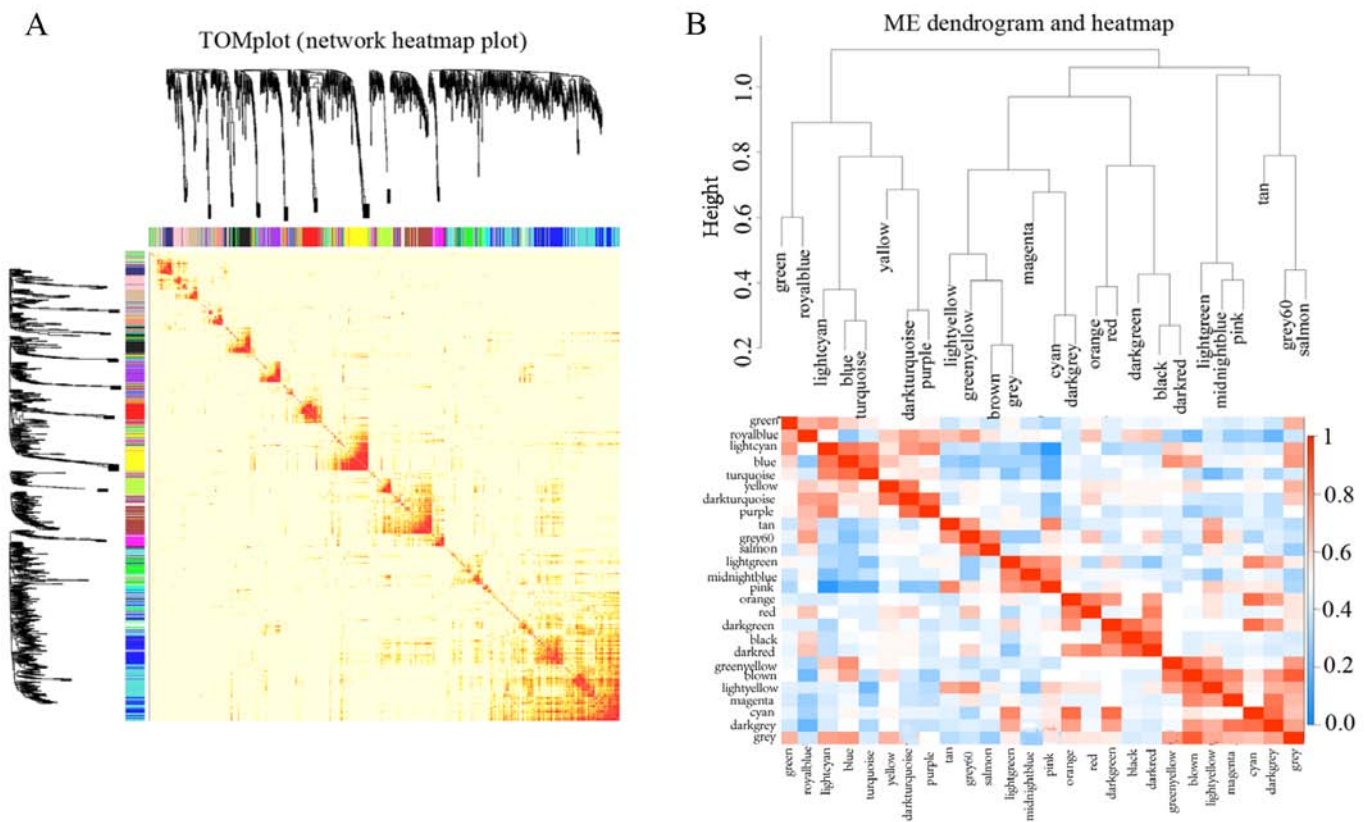 A
TOMplot (network heatmap plot)
B
ME dendrogram and heatmap
Height
1.0
0.8
0.6
0.4
0.2
green
royalblue
lightcyan
blue
turquoise
yallow
darkturquoise
purple
lightyellow
greenyellow
brown
grey
magenta
cyan
darkgrey
orange
red
darkgreen
black
darkred
lightgreen
midnightblue
pink
tan
grey60
salmon
green
royalblue
lightcyan
blue
turquoise
yellow
darkturquoise
purple
tan
grey60
salmon
lightgreen
midnightblue
pink
orange
red
darkgreen
black
darkred
greenyellow
blown
lightyellow
magenta
cyan
darkgrey
grey
1
0.8
0.6
0.4
0.2
0.0
green
royalblue
lightcyan
blue
turquoise
yellow
darkturquoise
purple
tan
grey60
salmon
lightgreen
midnightblue
pink
orange
red
darkgreen
black
darkred
greenyellow
blown
lightyellow
magenta
cyan
darkgrey
grey